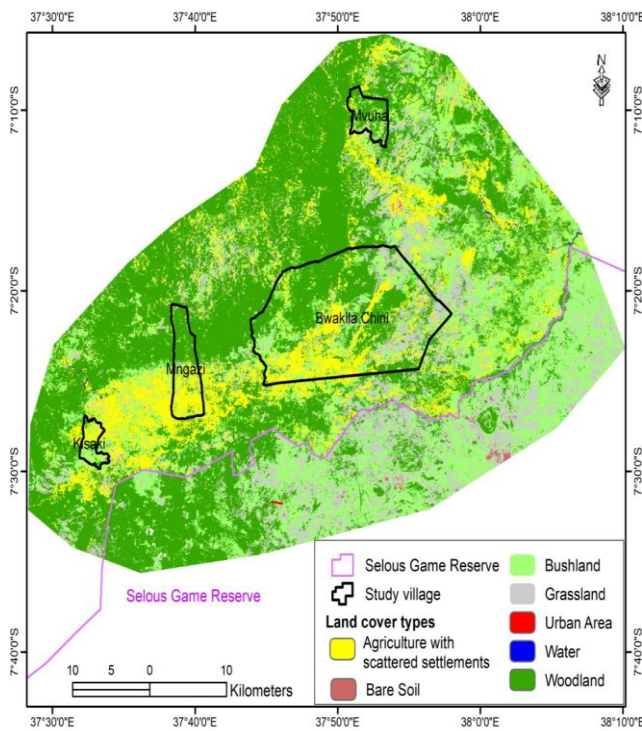 37°30'0"E 37°40'0"E 37°50'0"E 38°0'0"E 38°10'0"E
N
7°10'0"S
Mvuha
7°10'0"S
7°20'0"S
Bwakila Chini
7°20'0"S
Mngazi
Kisaki
7°30'0"S
7°30'0"S
Selous Game Reserve
7°40'0"S
7°40'0"S
10 5 0 10
Kilometers
Selous Game Reserve
Study village
Land cover types
Agriculture with
scattered settlements
Bare Soil
Bushland
Grassland
Urban Area
Water
Woodland
37°30'0"E 37°40'0"E 37°50'0"E 38°0'0"E 38°10'0"E